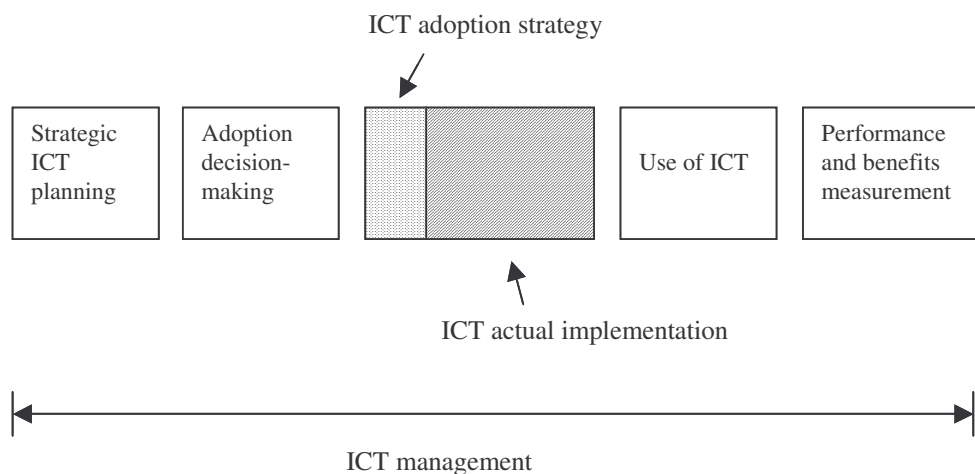 ICT adoption strategy
Strategic
ICT
planning
Adoption
decision-
making
Use of ICT
Performance
and benefits
measurement
ICT actual implementation
ICT management